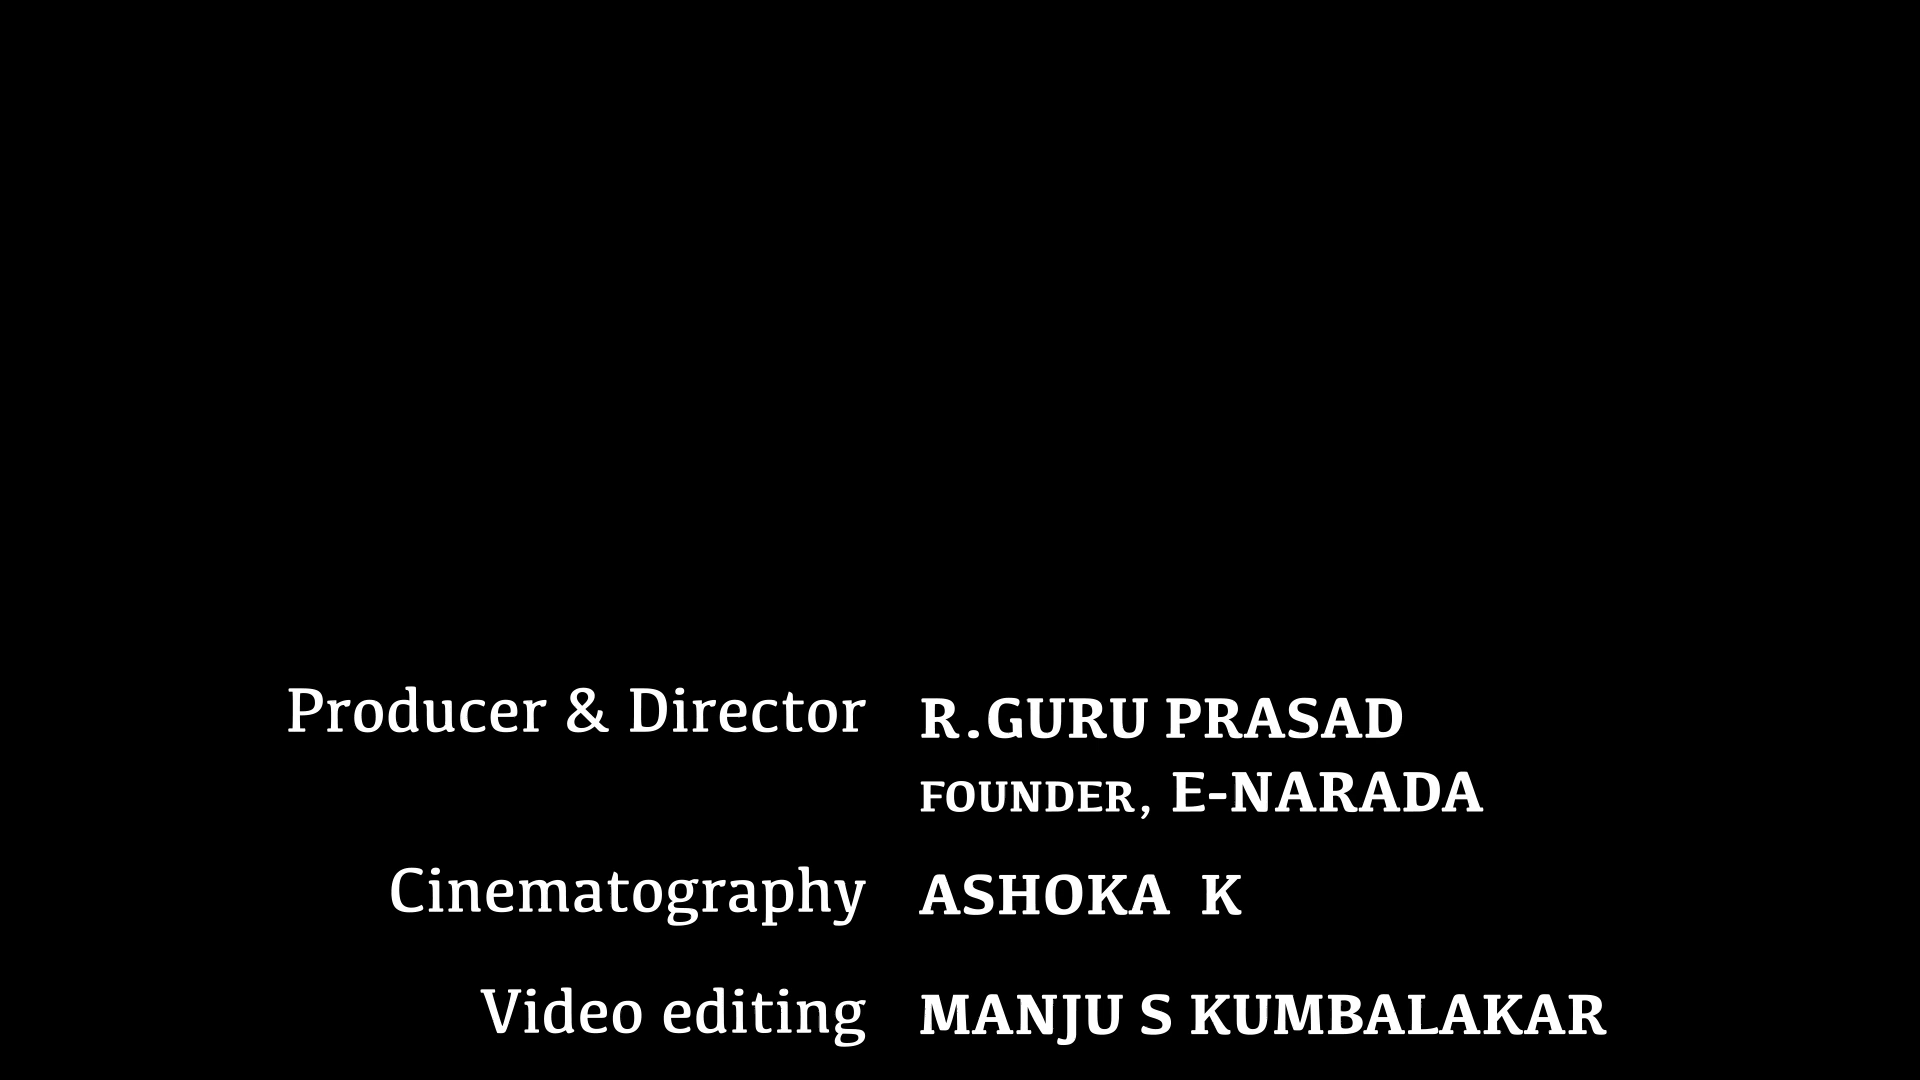 Producer & Director R.GURU PRASAD
FOUNDER, E-NARADA
Cinematography ASHOKA K
Video editing MANJU S KUMBALAKAR